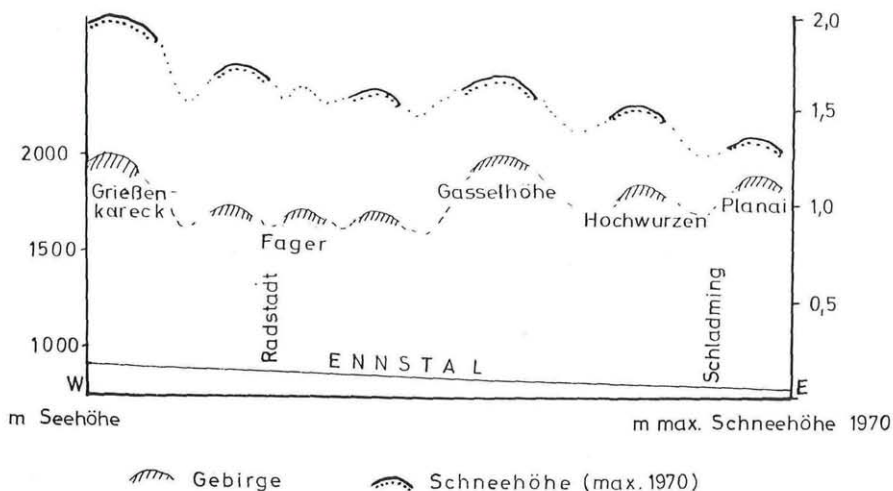 2,0
1,5
2000
Grießen-
kareck
Gasselhöhe
Hochwurzen
Planai
1,0
Fager
1500
Radstadt
Schladming
0,5
1000
ENNSTAL
W
E
m Seehöhe
m max. Schneehöhe 1970
Gebirge
Schneehöhe (max. 1970)